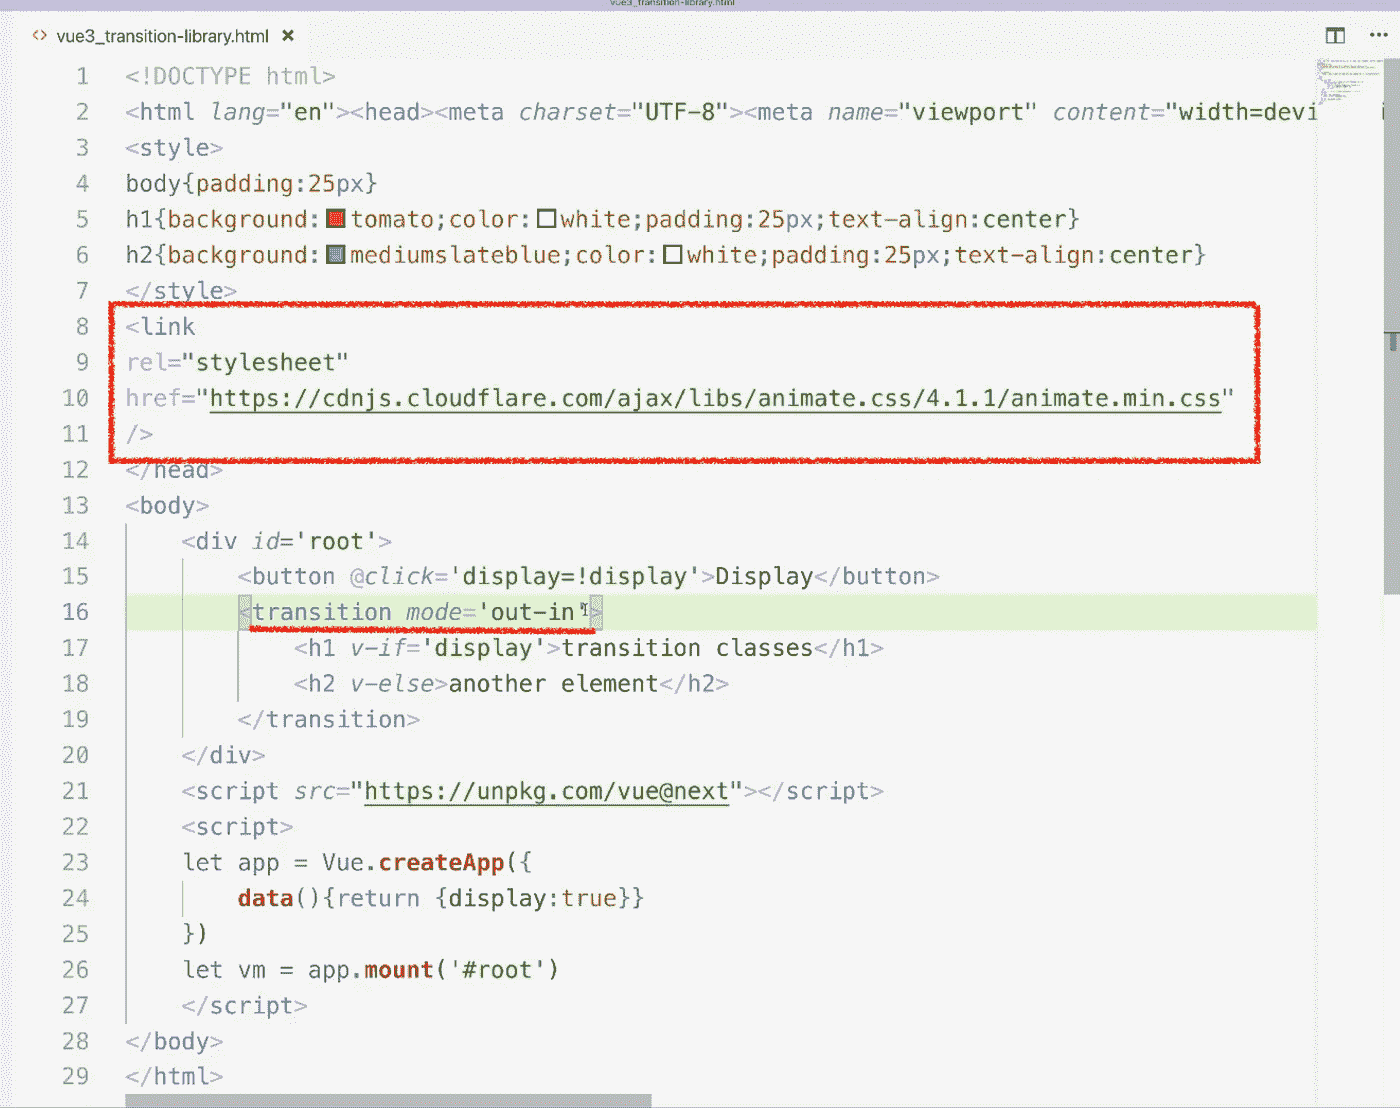 vue3_transition-library.html
<> vue3_transition-library.html ×
1 <!DOCTYPE html>
2 <html lang="en"><head><meta charset="UTF-8"><meta name="viewport" content="width=devi
3 <style>
4 body{padding:25px}
5 h1{background:tomato;color:white;padding:25px;text-align:center}
6 h2{background:mediumslateblue;color:white;padding:25px;text-align:center}
7 </style>
8 <link
9 rel="stylesheet"
10 href="https://cdnjs.cloudflare.com/ajax/libs/animate.css/4.1.1/animate.min.css"
11 />
12 </head>
13 <body>
14 <div id='root'>
15 <button @click='display=!display'>Display</button>
16 <transition mode='out-in'>
17 <h1 v-if='display'>transition classes</h1>
18 <h2 v-else>another element</h2>
19 </transition>
20 </div>
21 <script src="https://unpkg.com/vue@next"></script>
22 <script>
23 let app = Vue.createApp({
24 data(){return {display:true}}
25 })
26 let vm = app.mount('#root')
27 </script>
28 </body>
29 </html>